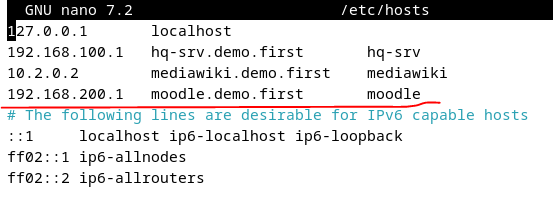 GNU nano 7.2 /etc/hosts
127.0.0.1 localhost
192.168.100.1 hq-srv.demo.first hq-srv
10.2.0.2 mediawiki.demo.first mediawiki
192.168.200.1 moodle.demo.first moodle
# The following lines are desirable for IPv6 capable hosts
::1 localhost ip6-localhost ip6-loopback
ff02::1 ip6-allnodes
ff02::2 ip6-allrouters